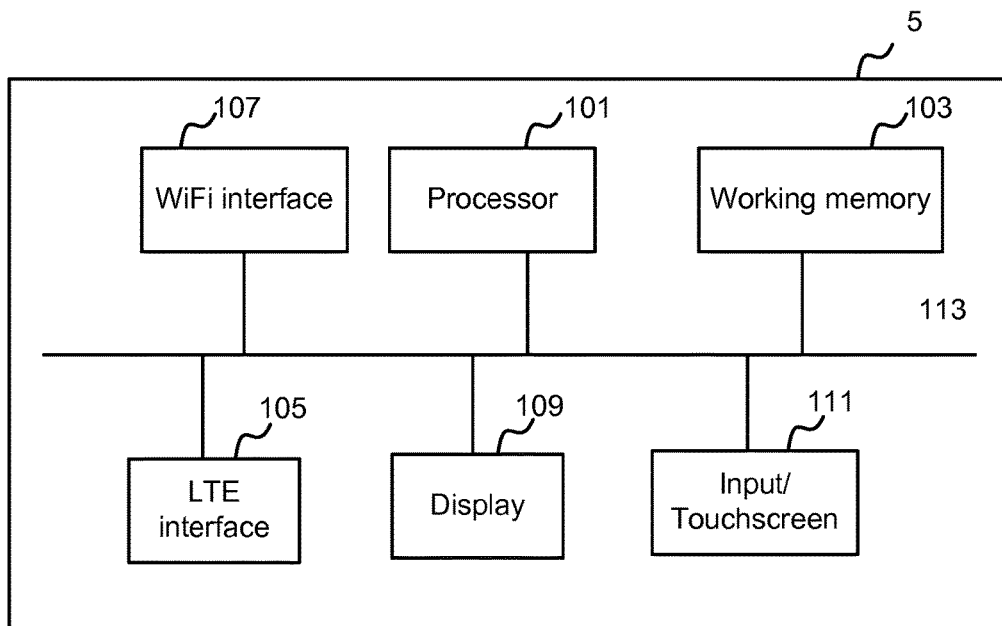 5
107
101
103
WiFi interface
Processor
Working memory
113
105
109
111
LTE
interface
Display
Input/
Touchscreen